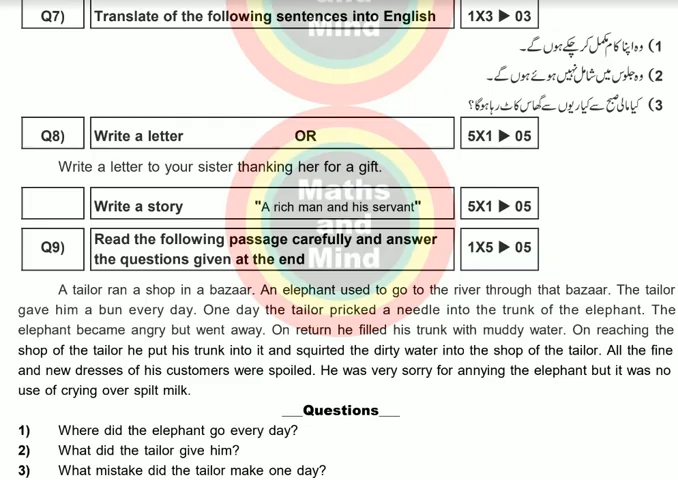 Q7) Translate of the following sentences into English 1X3 ▶ 03
1) وہ اپنا کام مکمل کر چکے ہوں گے۔
2) وہ جلوس میں شامل نہیں ہوئے ہوں گے۔
3) کیا مالی صبح سے کیاریوں سے گھاس کاٹ رہا ہوگا؟
Q8) Write a letter OR 5X1 ▶ 05
Write a letter to your sister thanking her for a gift.
Write a story "A rich man and his servant" 5X1 ▶ 05
Q9) Read the following passage carefully and answer 1X5 ▶ 05
the questions given at the end
A tailor ran a shop in a bazaar. An elephant used to go to the river through that bazaar. The tailor
gave him a bun every day. One day the tailor pricked a needle into the trunk of the elephant. The
elephant became angry but went away. On return he filled his trunk with muddy water. On reaching the
shop of the tailor he put his trunk into it and squirted the dirty water into the shop of the tailor. All the fine
and new dresses of his customers were spoiled. He was very sorry for annying the elephant but it was no
use of crying over spilt milk.
___Questions___
1) Where did the elephant go every day?
2) What did the tailor give him?
3) What mistake did the tailor make one day?
and
Mind
Maths
and
Mind